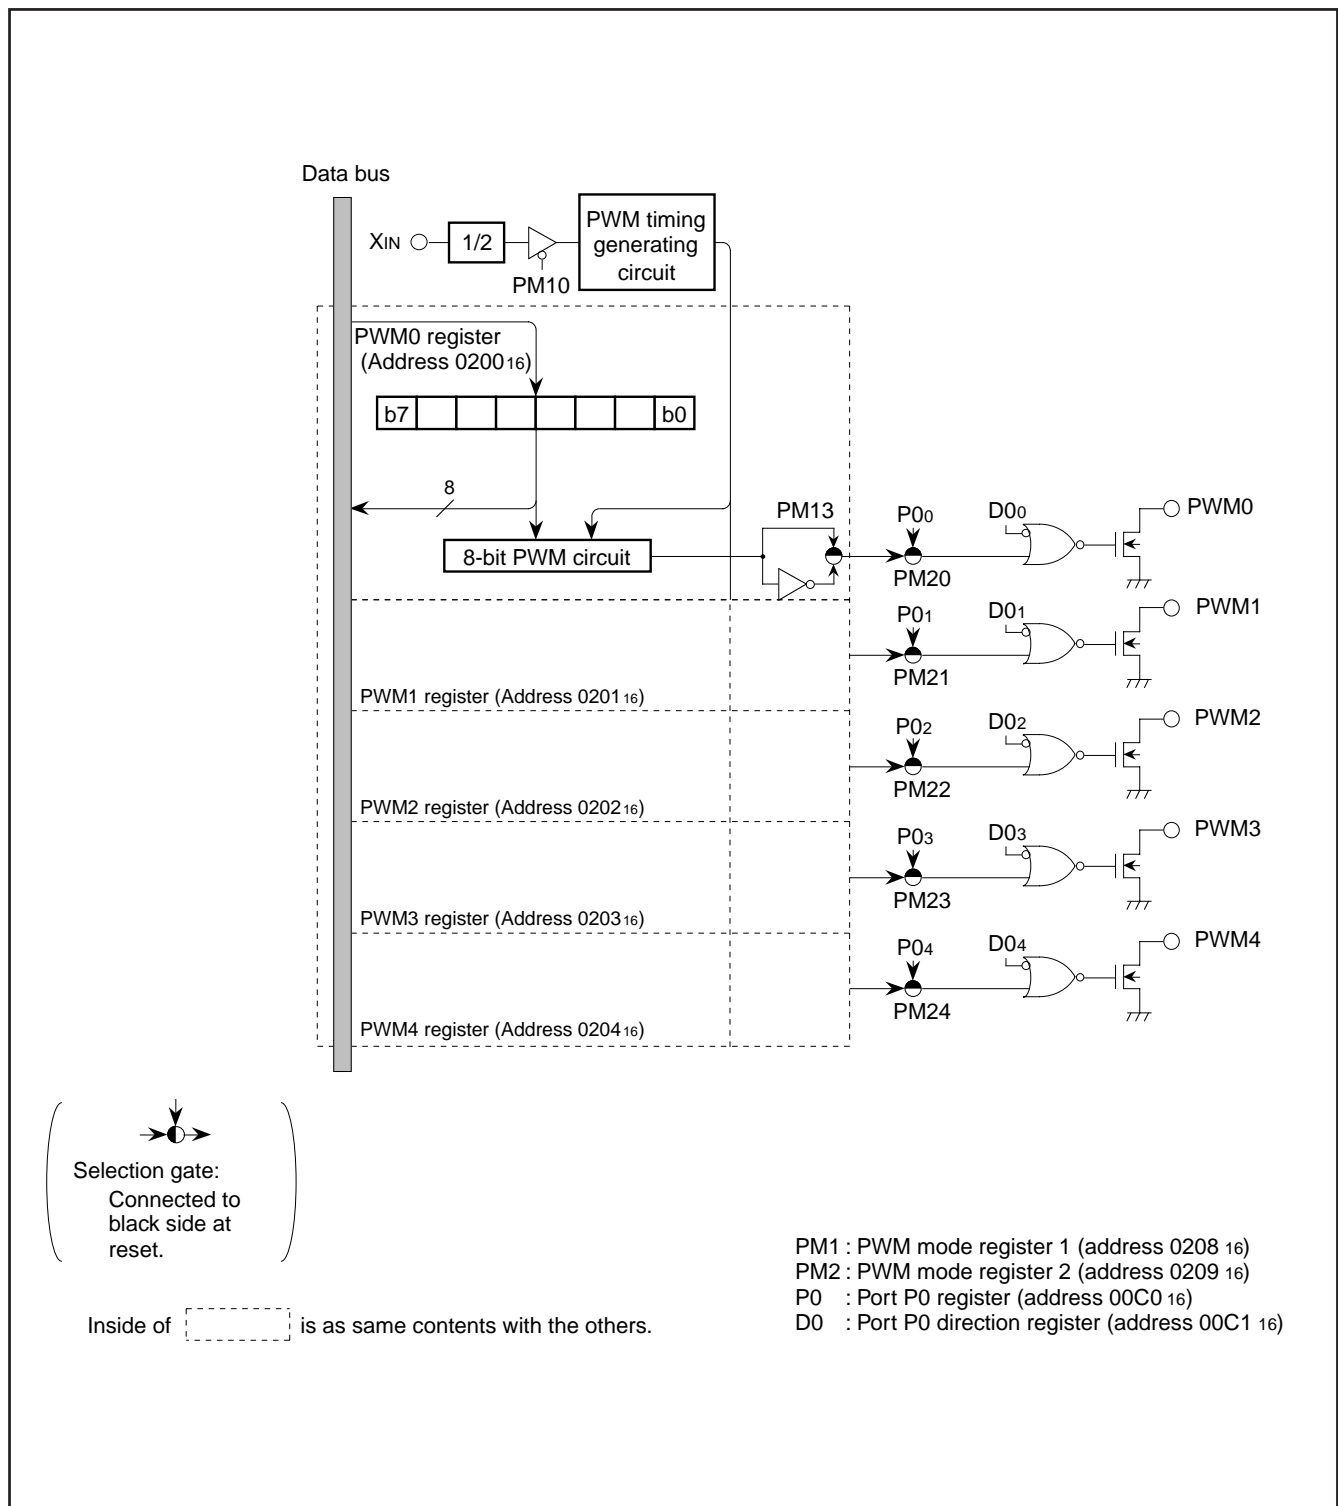 Data bus
XIN
1/2
PM10
PWM timing
generating
circuit
PWM0 register
(Address 020016)
b7
b0
8
8-bit PWM circuit
PM13
P00
PM20
D00
PWM0
P01
PM21
D01
PWM1
PWM1 register (Address 020116)
P02
PM22
D02
PWM2
PWM2 register (Address 020216)
P03
PM23
D03
PWM3
PWM3 register (Address 020316)
P04
PM24
D04
PWM4
PWM4 register (Address 020416)
Selection gate:
Connected to
black side at
reset.
Inside of is as same contents with the others.
PM1 : PWM mode register 1 (address 0208 16)
PM2 : PWM mode register 2 (address 0209 16)
P0 : Port P0 register (address 00C0 16)
D0 : Port P0 direction register (address 00C1 16)